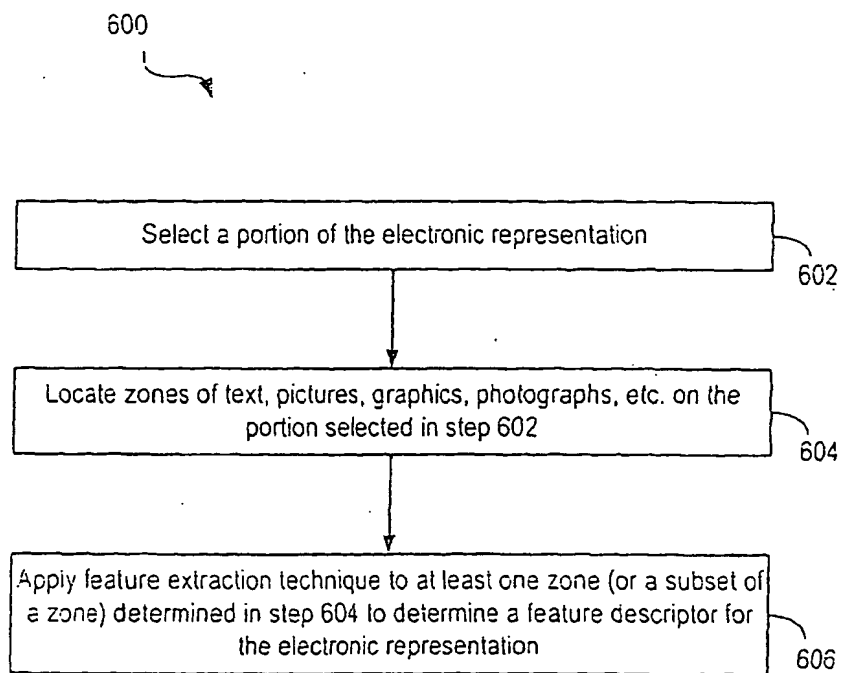 600
Select a portion of the electronic representation
602
Locate zones of text, pictures, graphics, photographs, etc. on the
portion selected in step 602
604
Apply feature extraction technique to at least one zone (or a subset of
a zone) determined in step 604 to determine a feature descriptor for
the electronic representation
606